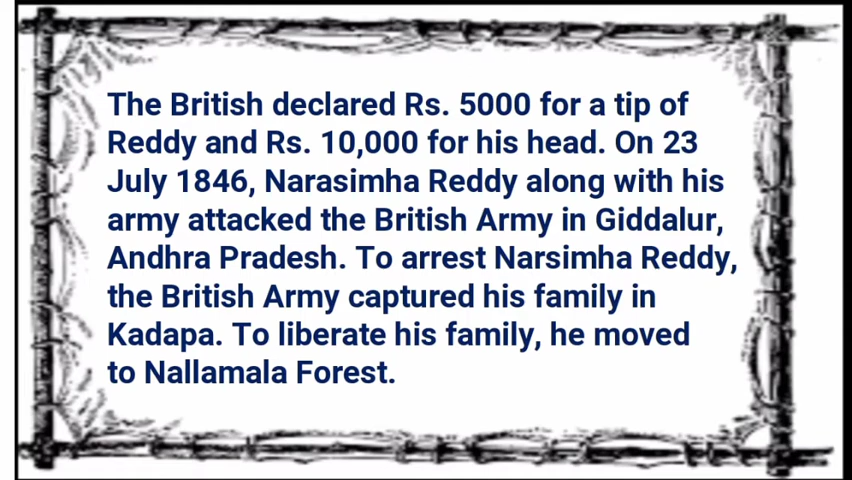 The British declared Rs. 5000 for a tip of
Reddy and Rs. 10,000 for his head. On 23
July 1846, Narasimha Reddy along with his
army attacked the British Army in Giddalur,
Andhra Pradesh. To arrest Narsimha Reddy,
the British Army captured his family in
Kadapa. To liberate his family, he moved
to Nallamala Forest.